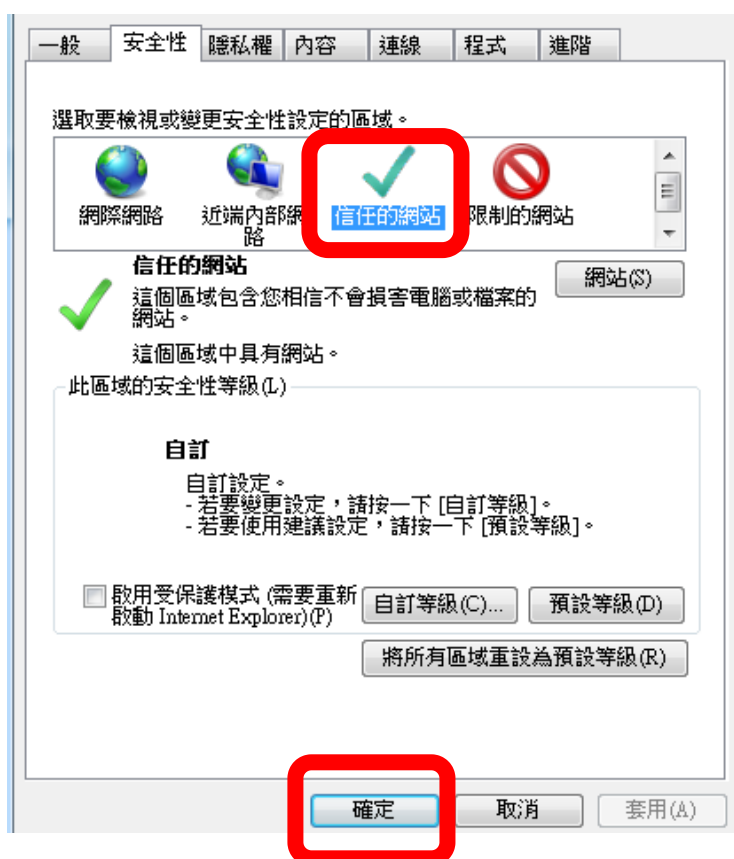 一般 安全性 隱私權 內容 連線 程式 進階
選取要檢視或變更安全性設定的區域。
網際網路 近端內部網路 信任的網站 限制的網站
信任的網站
網站(S)
這個區域包含您相信不會損害電腦或檔案的
網站。
這個區域中具有網站。
此區域的安全性等級(L)
自訂
自訂設定。
- 若要變更設定，請按一下 [自訂等級]。
- 若要使用建議設定，請按一下 [預設等級]。
啟用受保護模式 (需要重新
啟動 Internet Explorer)(P)
自訂等級(C)... 預設等級(D)
將所有區域重設為預設等級(R)
確定 取消 套用(A)